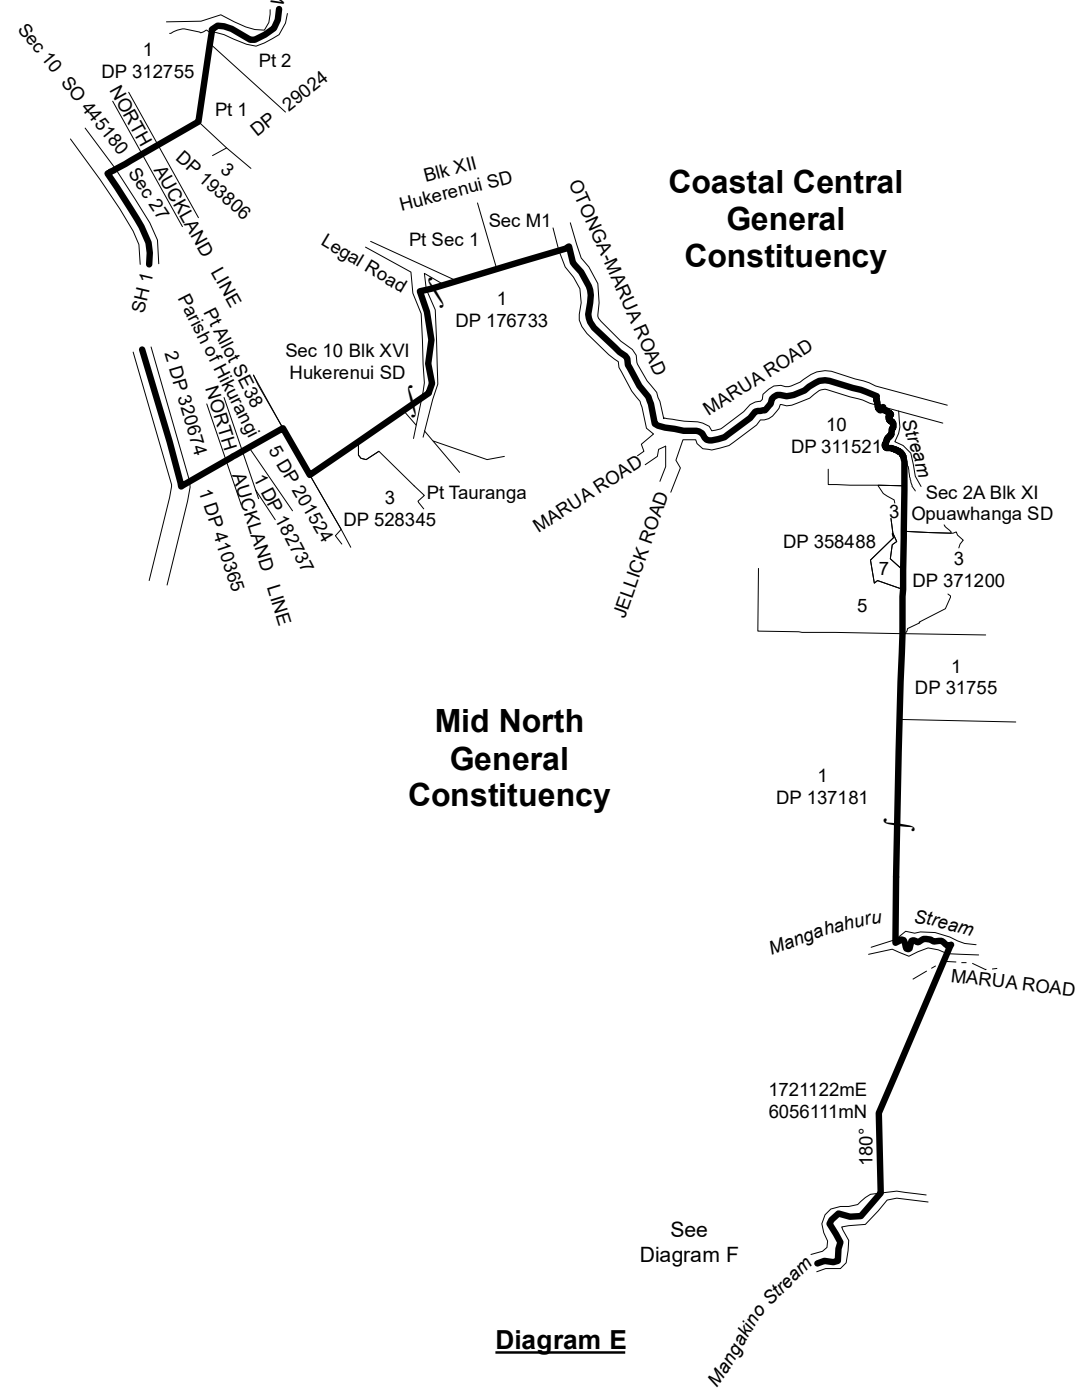 1
DP 312755
Pt 2
Sec 10 SO 445180
Pt 1
DP 29024
3
DP 193806
NORTH AUCKLAND LINE
Sec 27
SH 1
Blk XII
Hukerenui SD
Pt Sec 1
Sec M1
Legal Road
OTONGA-MARUA ROAD
Coastal Central
General
Constituency
1
DP 176733
Pt Allot SE38
Parish of Hikurangi
Sec 10 Blk XVI
Hukerenui SD
2 DP 320674
NORTH AUCKLAND LINE
1 DP 410365
5 DP 201524
1 DP 182737
3
DP 528345
Pt Tauranga
MARUA ROAD
MARUA ROAD
JELLICK ROAD
10
DP 311521
Stream
Sec 2A Blk XI
Opuawhanga SD
3
DP 358488
7
3
DP 371200
5
1
DP 31755
Mid North
General
Constituency
1
DP 137181
Mangahahuru Stream
MARUA ROAD
1721122mE
6056111mN
180°
See
Diagram F
Mangakino Stream
Diagram E